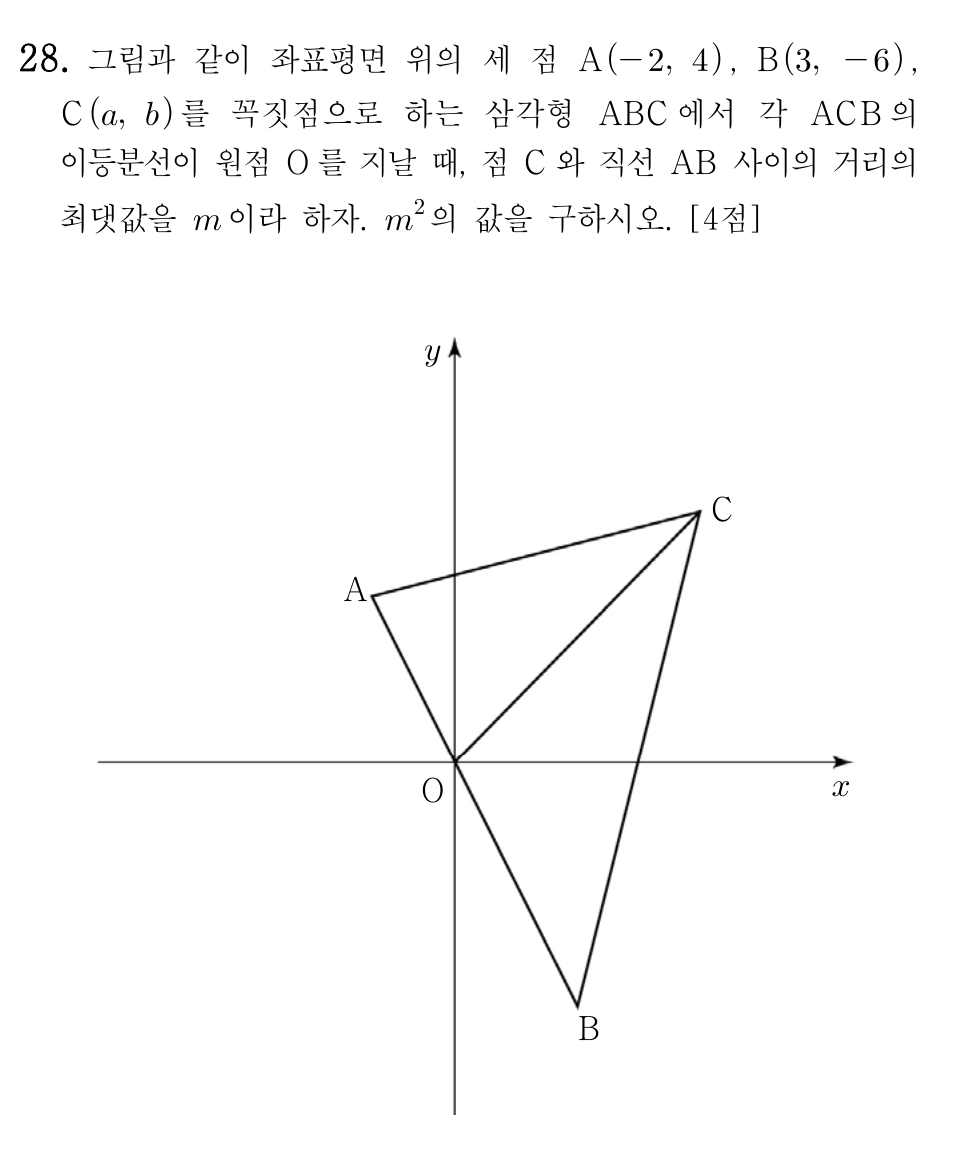 28. 그림과 같이 좌표평면 위의 세 점 A(−2, 4), B(3, −6),
C(a, b)를 꼭짓점으로 하는 삼각형 ABC에서 각 ACB의
이등분선이 원점 O를 지날 때, 점 C와 직선 AB 사이의 거리의
최댓값을 m이라 하자. m²의 값을 구하시오. [4점]
y
C
A
O
x
B